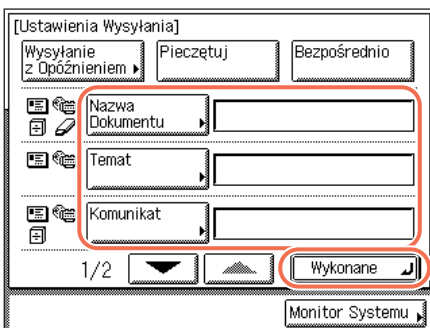 [Ustawienia Wysyłania]
Wysyłanie
z Opóźnieniem
Pieczętuj
Bezpośrednio
Nazwa
Dokumentu
Temat
Komunikat
1/2
Wykonane
Monitor Systemu